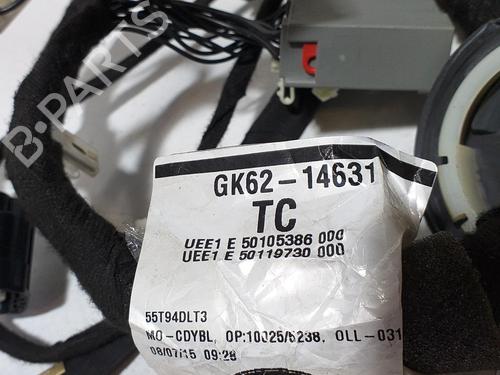 B-PARTS
GK62-14631
TC
UEE1 E 50105386 000
UEE1 E 50119730 000
55T94DLT3
MO-CDYBL, OP:10025/5238, OLL-031
08/07/15 09:28